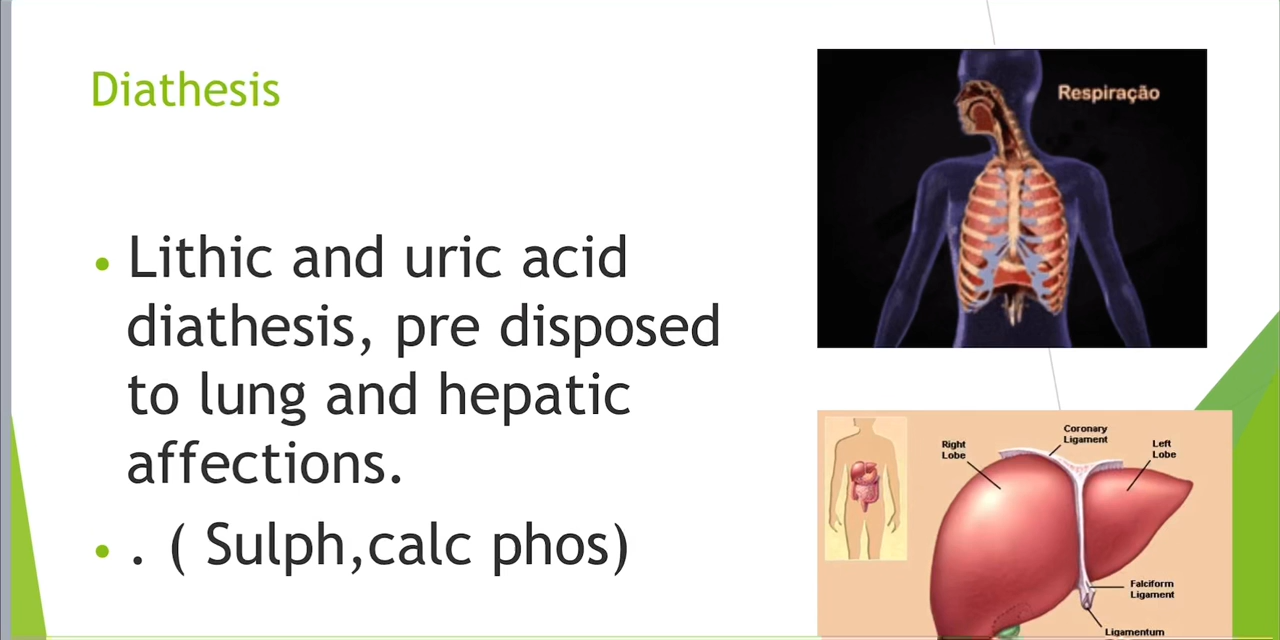 Diathesis
Respiração
• Lithic and uric acid
diathesis, pre disposed
to lung and hepatic
affections.
• . ( Sulph,calc phos)
Coronary
Ligament
Right
Lobe
Left
Lobe
Falciform
Ligament
Ligamentum